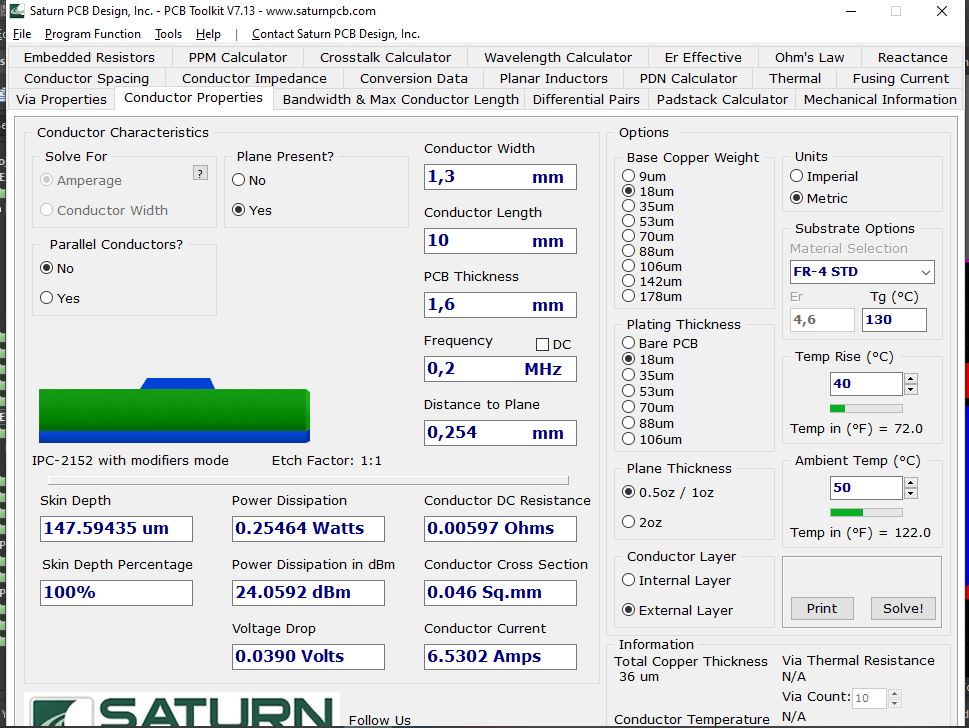 Saturn PCB Design, Inc. - PCB Toolkit V7.13 - www.saturnpcb.com
File Program Function Tools Help | Contact Saturn PCB Design, Inc.
Embedded Resistors PPM Calculator Crosstalk Calculator Wavelength Calculator Er Effective Ohm's Law Reactance
Conductor Spacing Conductor Impedance Conversion Data Planar Inductors PDN Calculator Thermal Fusing Current
Via Properties Conductor Properties Bandwidth & Max Conductor Length Differential Pairs Padstack Calculator Mechanical Information
Conductor Characteristics
Solve For
?
Amperage
Conductor Width
Plane Present?
No
Yes
Parallel Conductors?
No
Yes
Conductor Width
1,3 mm
Conductor Length
10 mm
PCB Thickness
1,6 mm
Frequency
DC
0,2 MHz
Distance to Plane
0,254 mm
IPC-2152 with modifiers mode
Etch Factor: 1:1
Skin Depth
147.59435 um
Skin Depth Percentage
100%
Power Dissipation
0.25464 Watts
Power Dissipation in dBm
24.0592 dBm
Voltage Drop
0.0390 Volts
Conductor DC Resistance
0.00597 Ohms
Conductor Cross Section
0.046 Sq.mm
Conductor Current
6.5302 Amps
SATURN
Follow Us
Options
Base Copper Weight
9um
18um
35um
53um
70um
88um
106um
142um
178um
Plating Thickness
Bare PCB
18um
35um
53um
70um
88um
106um
Plane Thickness
0.5oz / 1oz
2oz
Conductor Layer
Internal Layer
External Layer
Units
Imperial
Metric
Substrate Options
Material Selection
FR-4 STD
Er
Tg (°C)
4,6
130
Temp Rise (°C)
40
Temp in (°F) = 72.0
Ambient Temp (°C)
50
Temp in (°F) = 122.0
Print
Solve!
Information
Total Copper Thickness
36 um
Conductor Temperature
Via Thermal Resistance
N/A
Via Count: 10
N/A